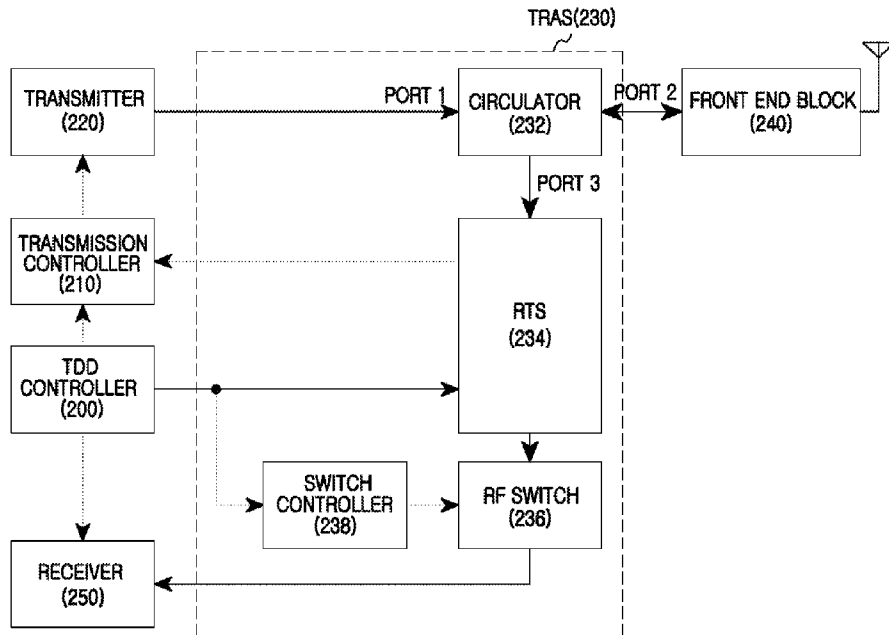 TRAS(230)
TRANSMITTER
(220)
PORT 1
CIRCULATOR
(232)
PORT 2
FRONT END BLOCK
(240)
PORT 3
TRANSMISSION
CONTROLLER
(210)
RTS
(234)
TDD
CONTROLLER
(200)
SWITCH
CONTROLLER
(238)
RF SWITCH
(236)
RECEIVER
(250)